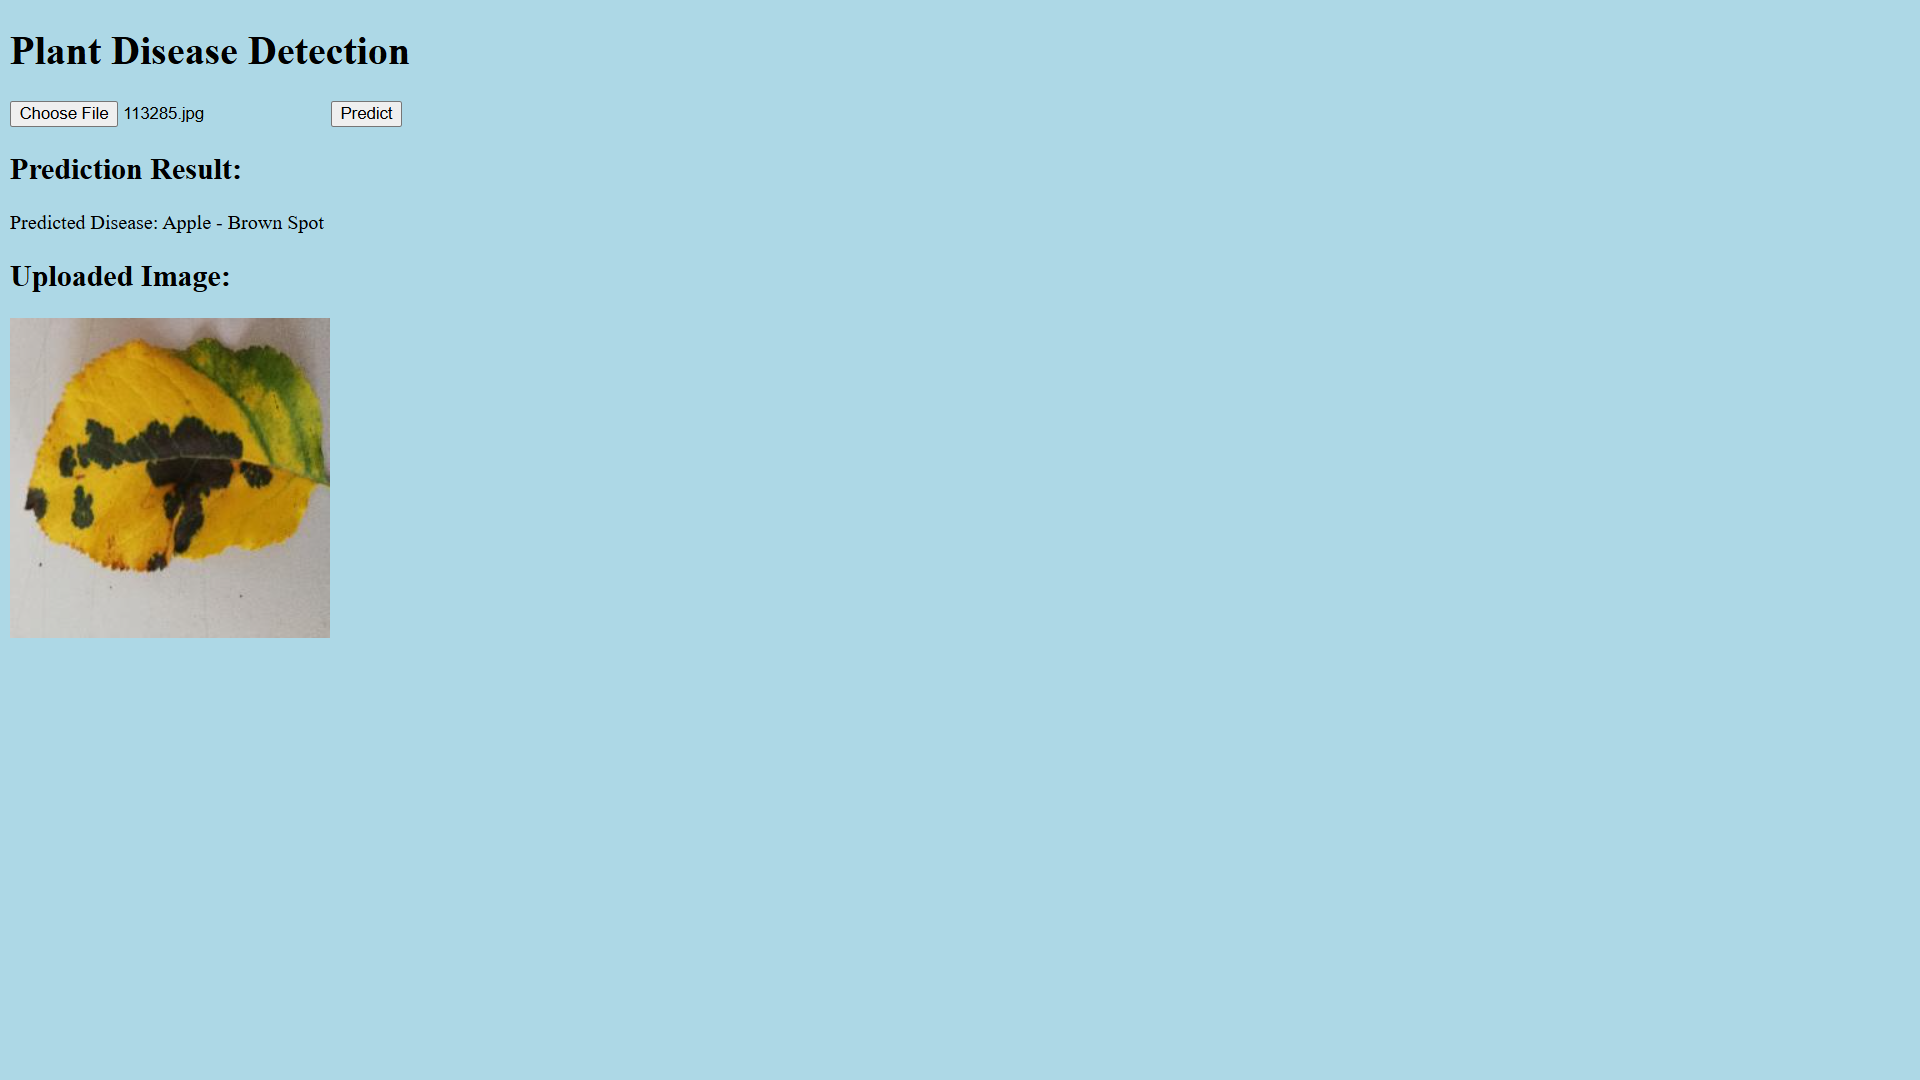 Plant Disease Detection
Choose File 113285.jpg Predict
Prediction Result:
Predicted Disease: Apple - Brown Spot
Uploaded Image: